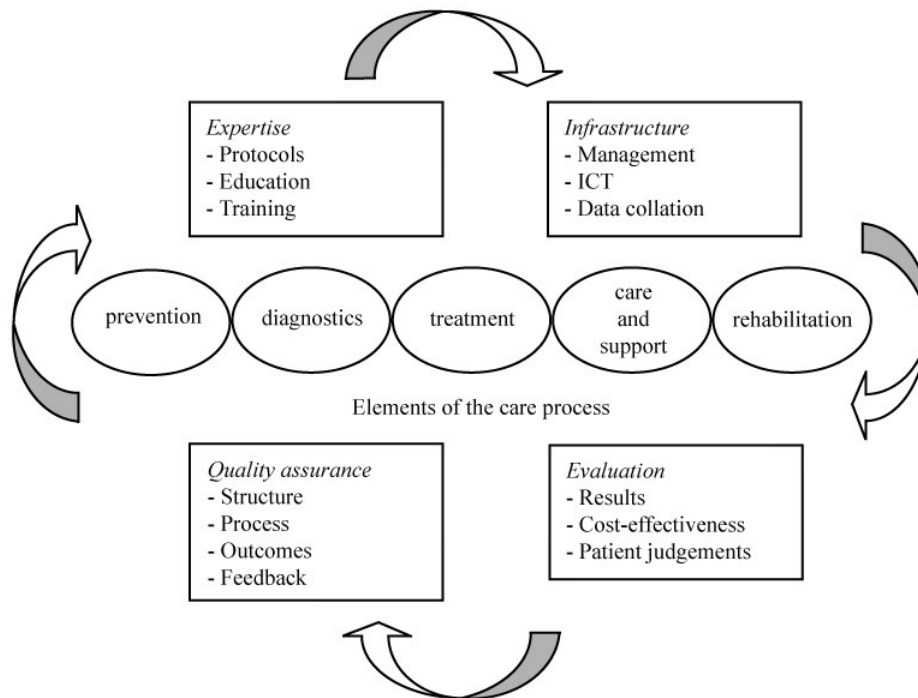 Expertise
- Protocols
- Education
- Training
Infrastructure
- Management
- ICT
- Data collation
prevention
diagnostics
treatment
care
and
support
rehabilitation
Elements of the care process
Quality assurance
- Structure
- Process
- Outcomes
- Feedback
Evaluation
- Results
- Cost-effectiveness
- Patient judgements